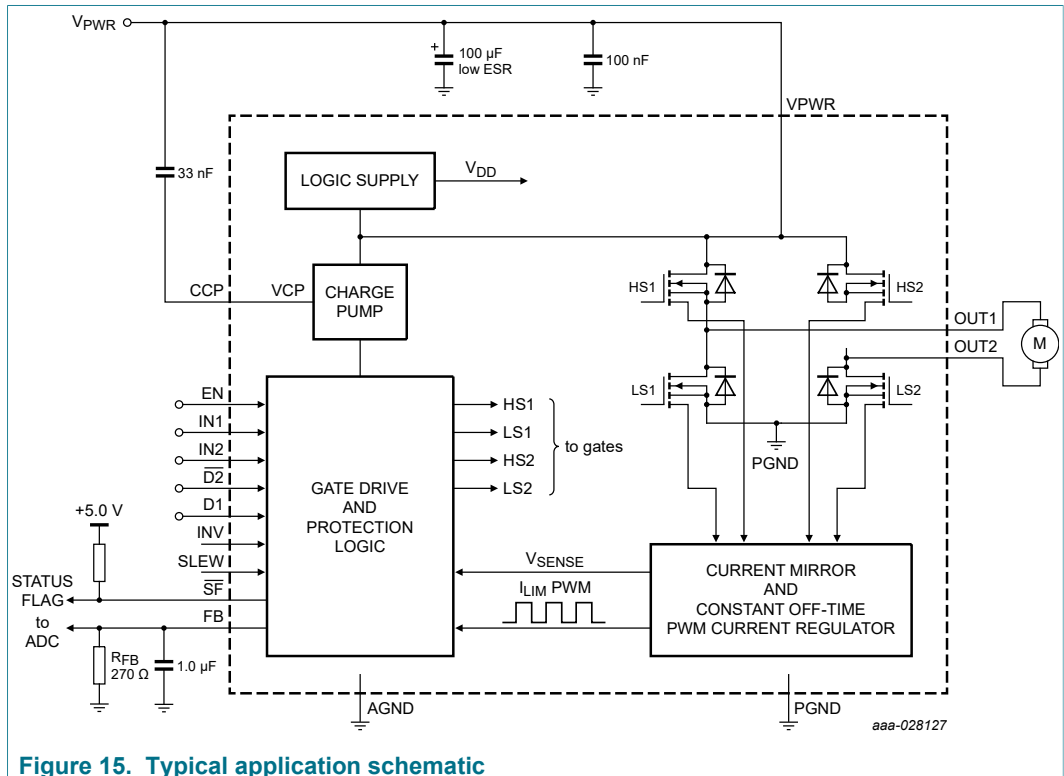 VPWR
100 µF
low ESR
100 nF
VPWR
33 nF
LOGIC SUPPLY
VDD
CCP
VCP
CHARGE
PUMP
HS1
HS2
OUT1
OUT2
M
LS1
LS2
PGND
EN
IN1
IN2
D2
D1
INV
SLEW
SF
FB
+5.0 V
STATUS
FLAG
to
ADC
RFB
270 Ω
1.0 µF
GATE DRIVE
AND
PROTECTION
LOGIC
HS1
LS1
HS2
LS2
to gates
VSENSE
ILIM PWM
CURRENT MIRROR
AND
CONSTANT OFF-TIME
PWM CURRENT REGULATOR
AGND
PGND
aaa-028127
Figure 15. Typical application schematic